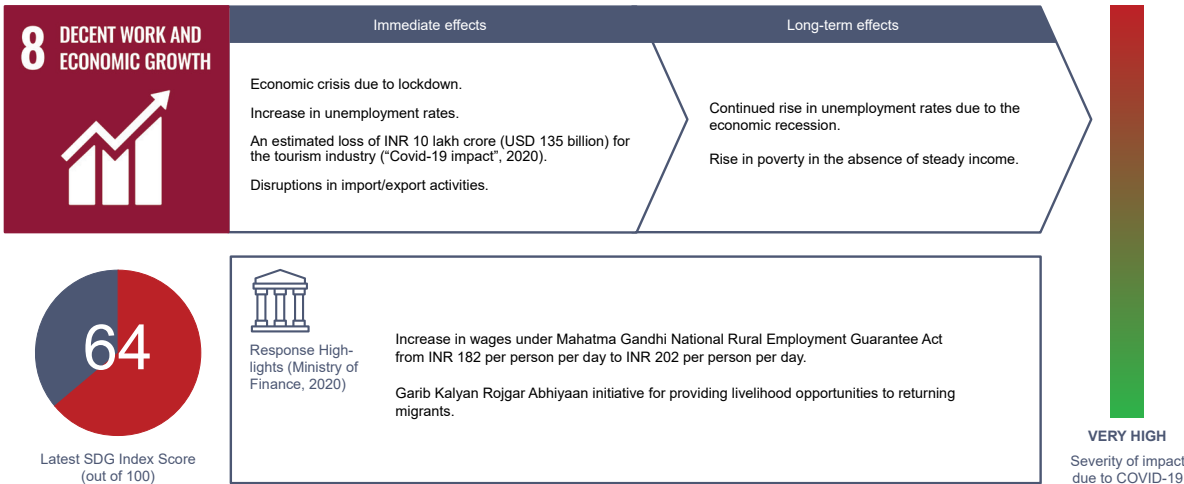 8 DECENT WORK AND
ECONOMIC GROWTH
Immediate effects
Economic crisis due to lockdown.
Increase in unemployment rates.
An estimated loss of INR 10 lakh crore (USD 135 billion) for
the tourism industry (“Covid-19 impact”, 2020).
Disruptions in import/export activities.
Long-term effects
Continued rise in unemployment rates due to the
economic recession.
Rise in poverty in the absence of steady income.
64
Latest SDG Index Score
(out of 100)
Response High-
lights (Ministry of
Finance, 2020)
Increase in wages under Mahatma Gandhi National Rural Employment Guarantee Act
from INR 182 per person per day to INR 202 per person per day.
Garib Kalyan Rojgar Abhiyaan initiative for providing livelihood opportunities to returning
migrants.
VERY HIGH
Severity of impact
due to COVID-19